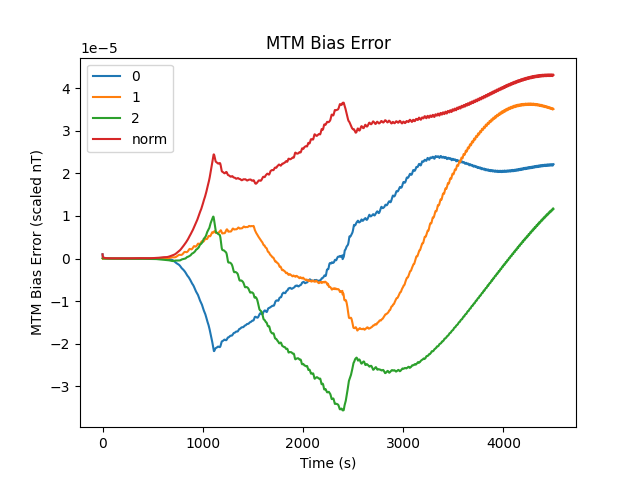 MTM Bias Error
1e−5
0
1
2
norm
4
3
2
1
0
−1
−2
−3
MTM Bias Error (scaled nT)
0 1000 2000 3000 4000
Time (s)